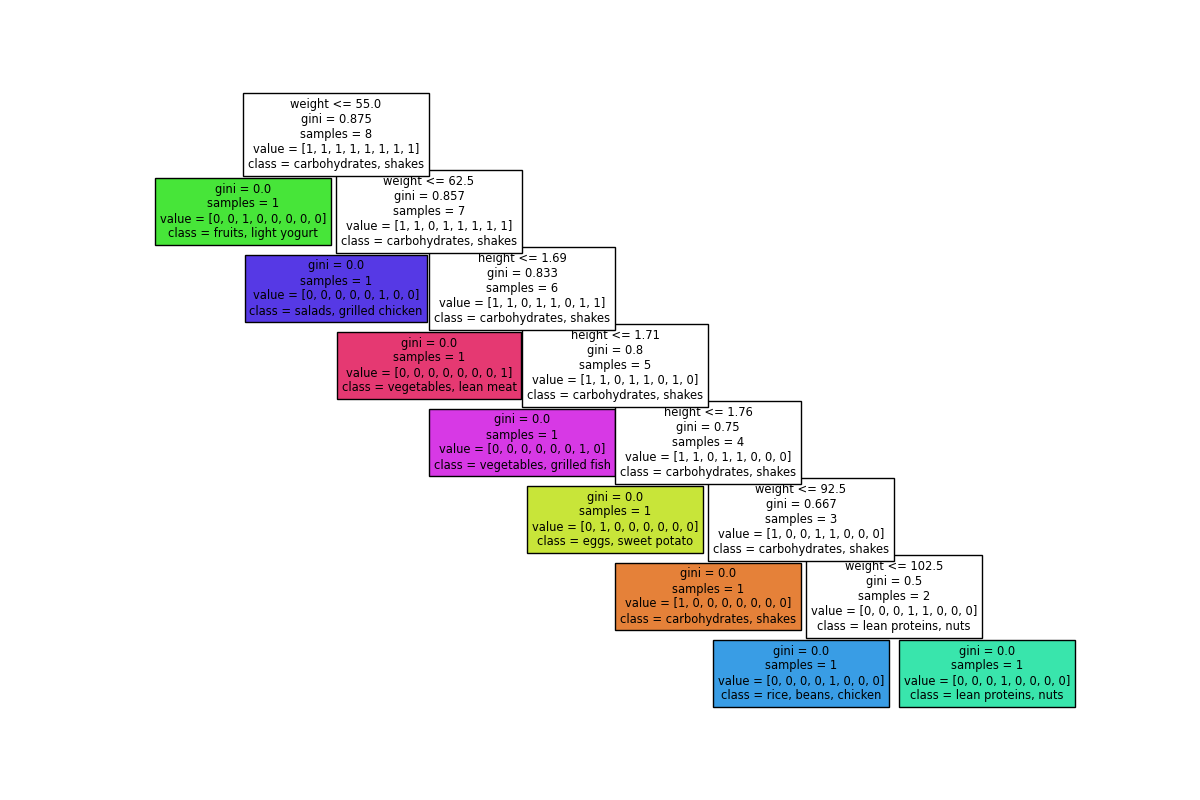 weight <= 55.0
gini = 0.875
samples = 8
value = [1, 1, 1, 1, 1, 1, 1, 1]
class = carbohydrates, shakes
gini = 0.0
samples = 1
value = [0, 0, 1, 0, 0, 0, 0, 0]
class = fruits, light yogurt
weight <= 62.5
gini = 0.857
samples = 7
value = [1, 1, 0, 1, 1, 1, 1, 1]
class = carbohydrates, shakes
gini = 0.0
samples = 1
value = [0, 0, 0, 0, 0, 1, 0, 0]
class = salads, grilled chicken
height <= 1.69
gini = 0.833
samples = 6
value = [1, 1, 0, 1, 1, 0, 1, 1]
class = carbohydrates, shakes
gini = 0.0
samples = 1
value = [0, 0, 0, 0, 0, 0, 0, 1]
class = vegetables, lean meat
height <= 1.71
gini = 0.8
samples = 5
value = [1, 1, 0, 1, 1, 0, 1, 0]
class = carbohydrates, shakes
gini = 0.0
samples = 1
value = [0, 0, 0, 0, 0, 0, 1, 0]
class = vegetables, grilled fish
height <= 1.76
gini = 0.75
samples = 4
value = [1, 1, 0, 1, 1, 0, 0, 0]
class = carbohydrates, shakes
gini = 0.0
samples = 1
value = [0, 1, 0, 0, 0, 0, 0, 0]
class = eggs, sweet potato
weight <= 92.5
gini = 0.667
samples = 3
value = [1, 0, 0, 1, 1, 0, 0, 0]
class = carbohydrates, shakes
gini = 0.0
samples = 1
value = [1, 0, 0, 0, 0, 0, 0, 0]
class = carbohydrates, shakes
weight <= 102.5
gini = 0.5
samples = 2
value = [0, 0, 0, 1, 1, 0, 0, 0]
class = lean proteins, nuts
gini = 0.0
samples = 1
value = [0, 0, 0, 0, 1, 0, 0, 0]
class = rice, beans, chicken
gini = 0.0
samples = 1
value = [0, 0, 0, 1, 0, 0, 0, 0]
class = lean proteins, nuts